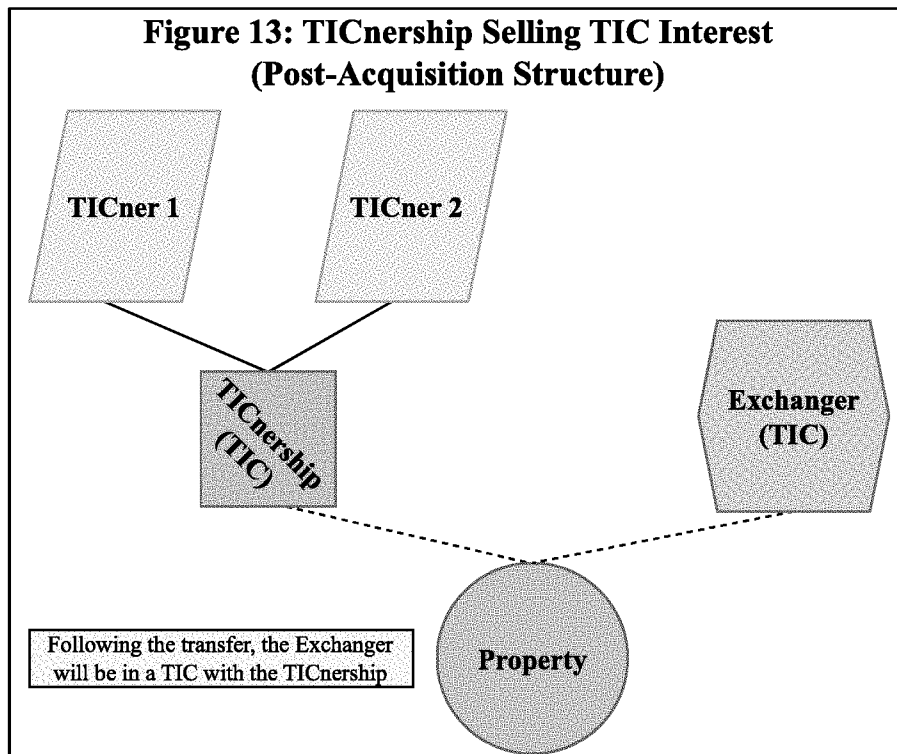 Figure 13: TICnership Selling TIC Interest
(Post-Acquisition Structure)
TICner 1
TICner 2
TICnership
(TIC)
Exchanger
(TIC)
Property
Following the transfer, the Exchanger
will be in a TIC with the TICnership